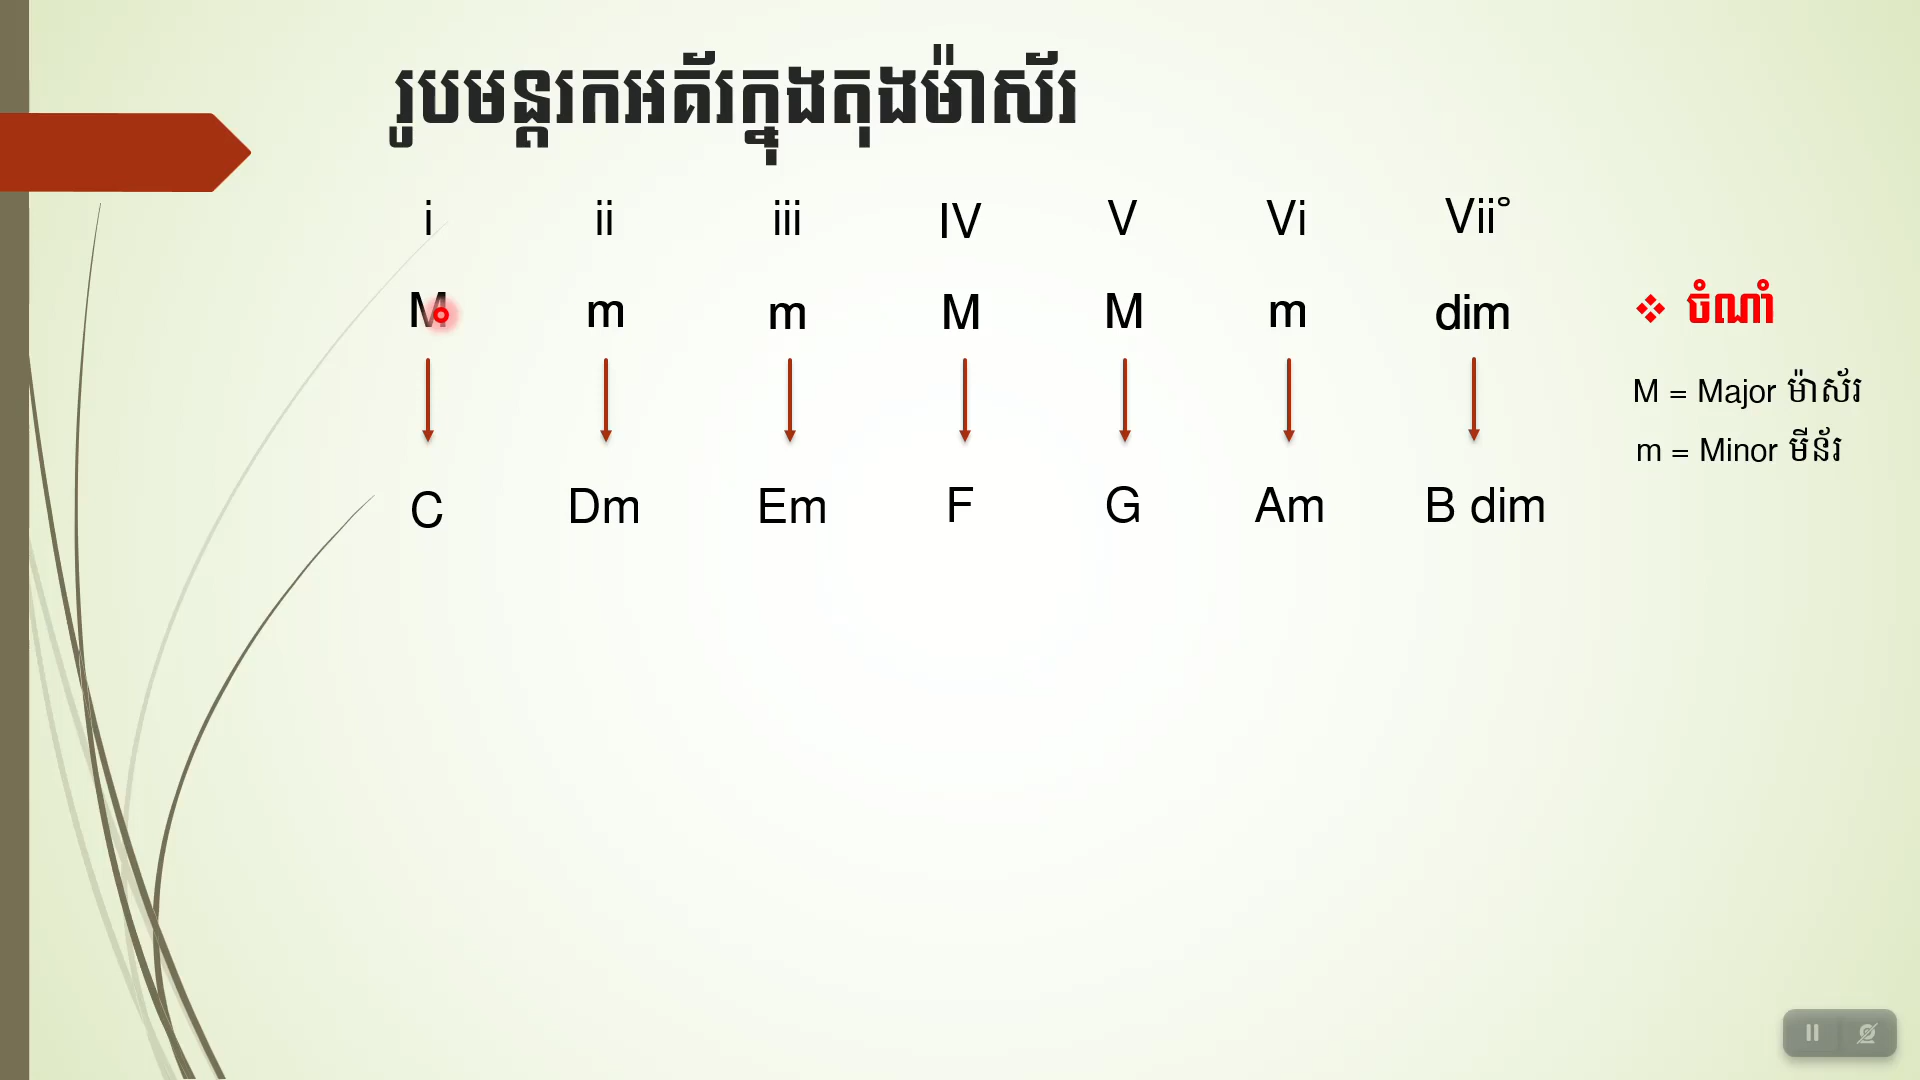 រូបមន្តរកអគ័រក្នុងតុងម៉ាស័រ
i ii iii IV V Vi Vii°
M m m M M m dim
C Dm Em F G Am B dim
ចំណាំ
M = Major ម៉ាស័រ
m = Minor មីន័រ